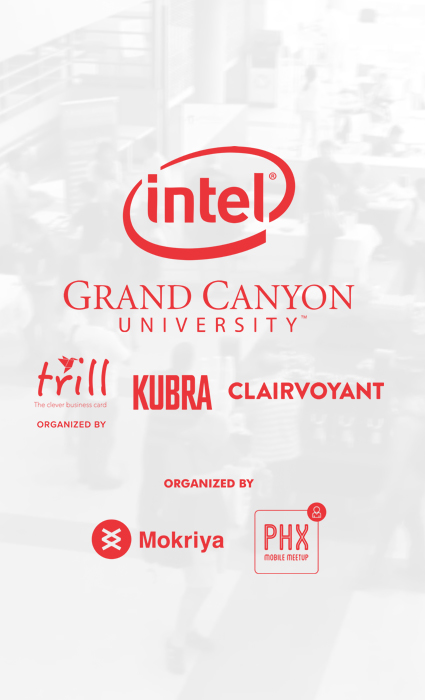 intel®
GRAND CANYON
UNIVERSITY™
trill
The clever business card
KUBRA
CLAIRVOYANT
ORGANIZED BY
ORGANIZED BY
Mokriya
PHX
MOBILE MEETUP